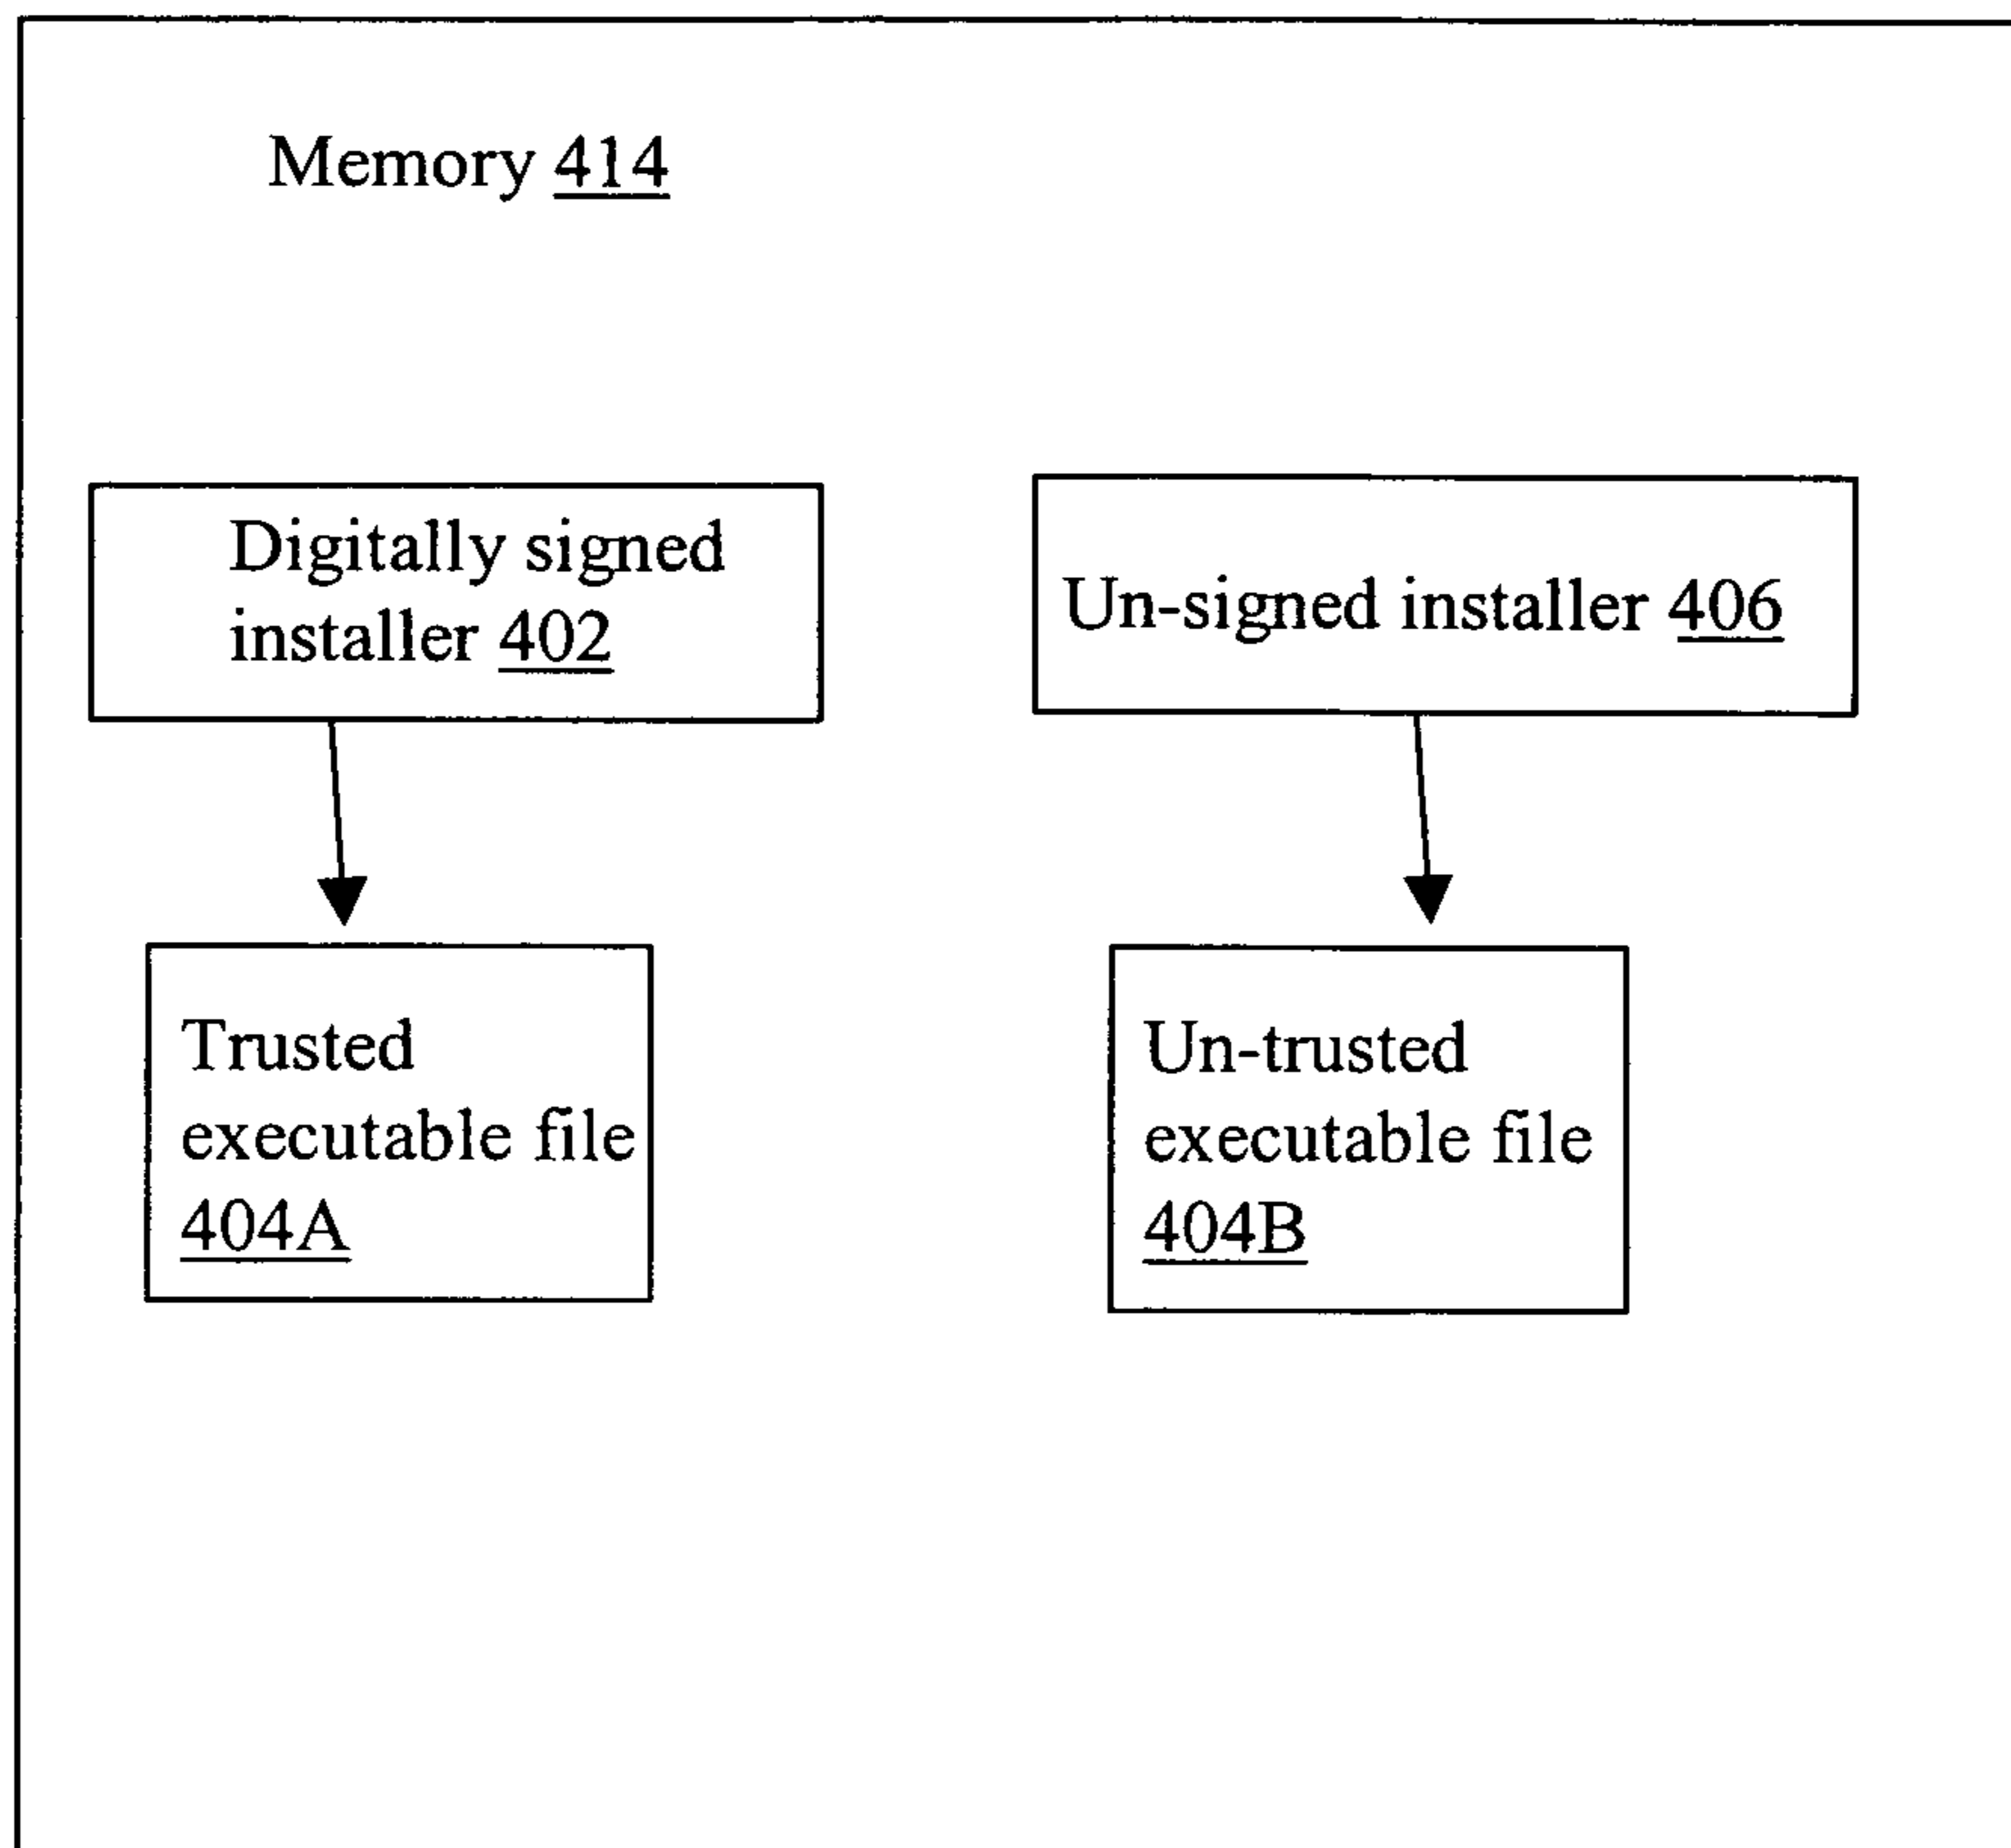 Memory 414
Digitally signed
installer 402
Un-signed installer 406
Trusted
executable file
404A
Un-trusted
executable file
404B